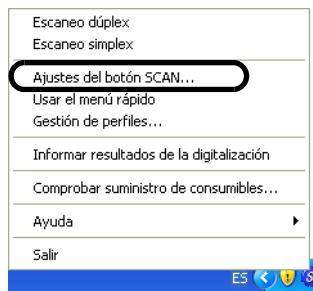 Escaneo dúplex
Escaneo simplex
Ajustes del botón SCAN...
Usar el menú rápido
Gestión de perfiles...
Informar resultados de la digitalización
Comprobar suministro de consumibles...
Ayuda
Salir
ES